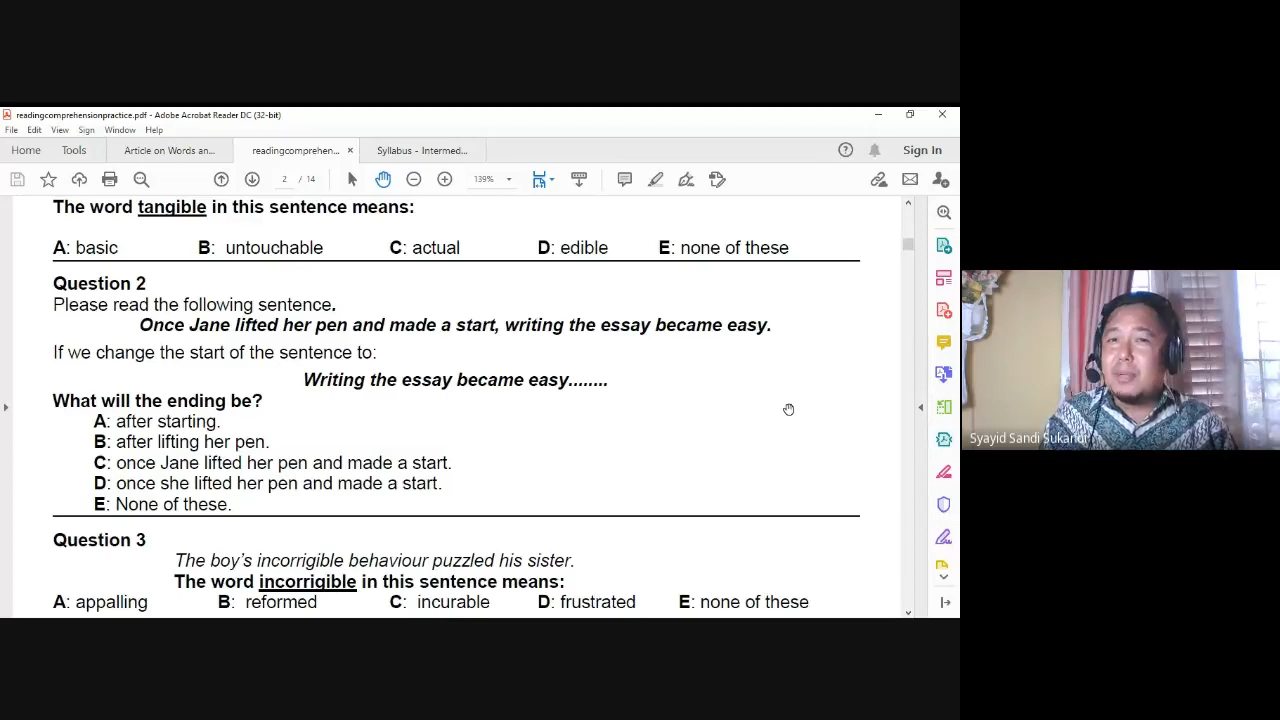 readingcomprehensionpractice.pdf - Adobe Acrobat Reader DC (32-bit)
File Edit View Sign Window Help
Home Tools Article on Words an... readingcomprehen... × Syllabus - Intermed... Sign In
2 / 14 139%
The word tangible in this sentence means:
A: basic B: untouchable C: actual D: edible E: none of these
Question 2
Please read the following sentence.
Once Jane lifted her pen and made a start, writing the essay became easy.
If we change the start of the sentence to:
Writing the essay became easy........
What will the ending be?
A: after starting.
B: after lifting her pen.
C: once Jane lifted her pen and made a start.
D: once she lifted her pen and made a start.
E: None of these.
Question 3
The boy's incorrigible behaviour puzzled his sister.
The word incorrigible in this sentence means:
A: appalling B: reformed C: incurable D: frustrated E: none of these
Syayid Sandi Sukandi